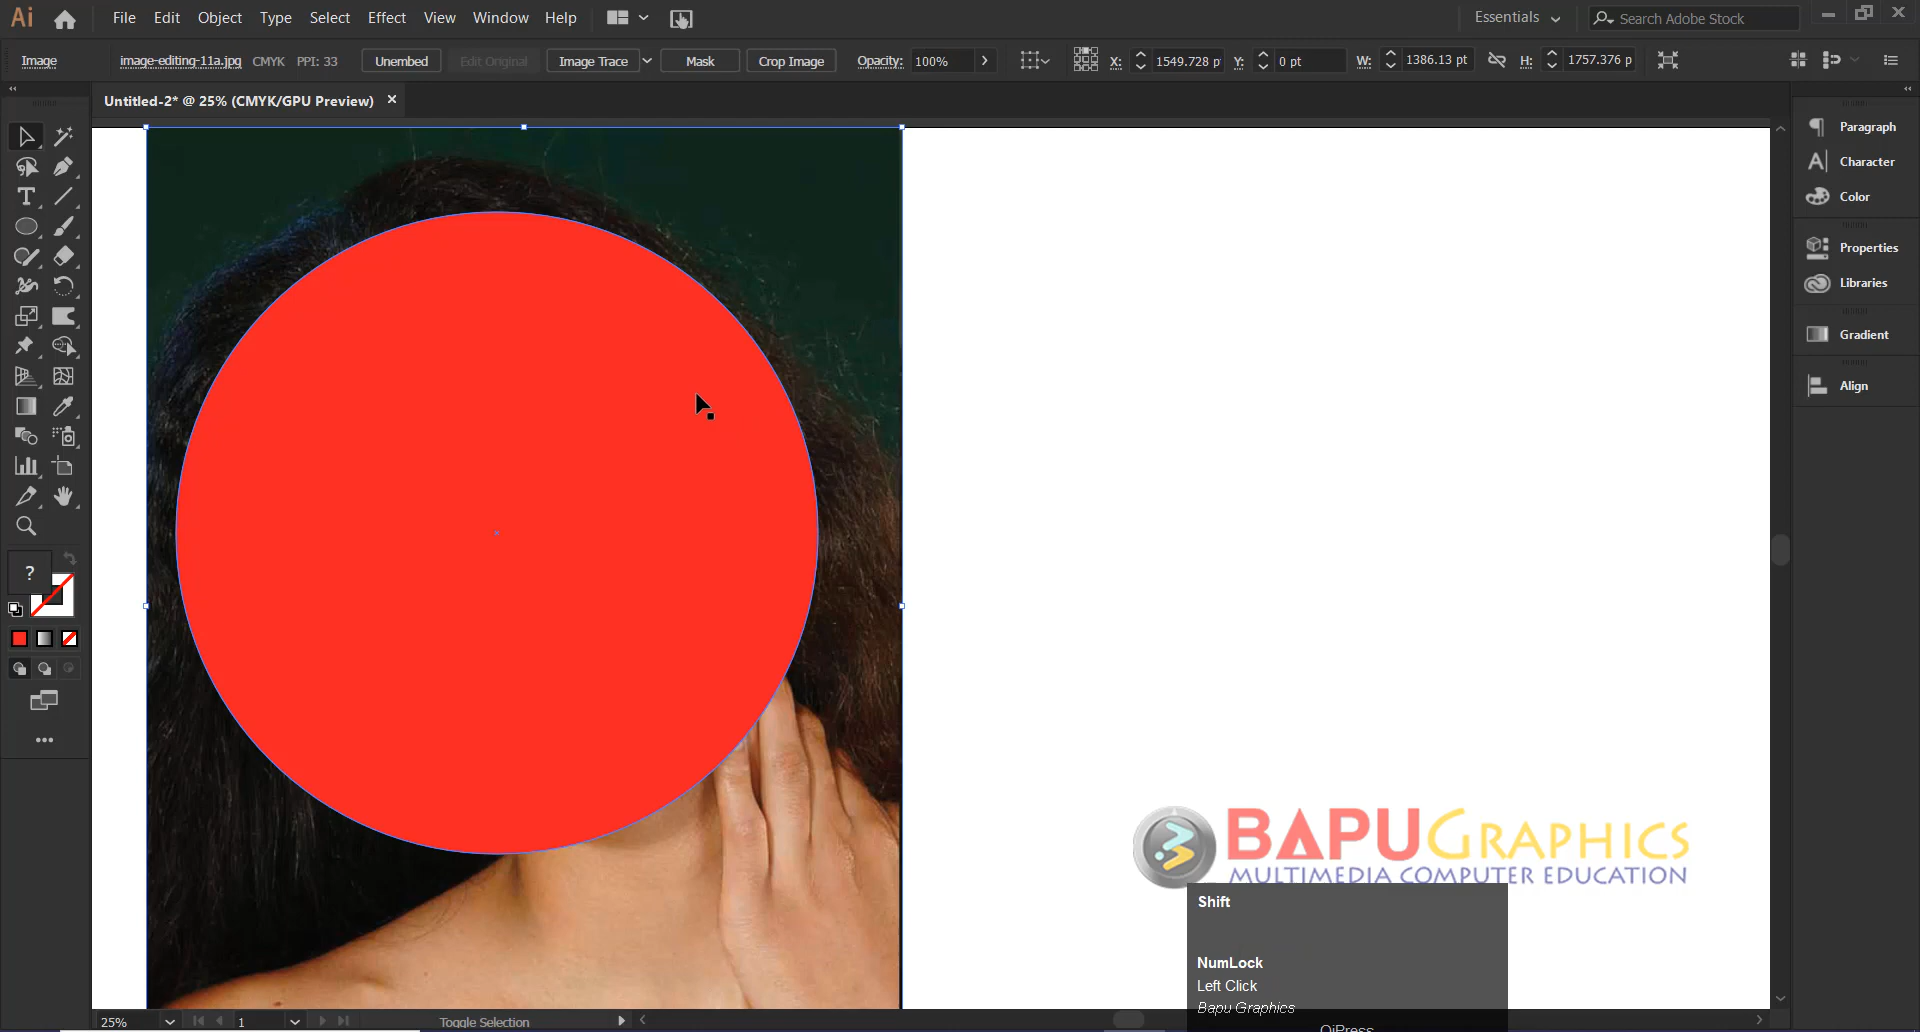 Ai File Edit Object Type Select Effect View Window Help Essentials Search Adobe Stock
Image image-editing-11a.jpg CMYK PPI: 33 Unembed Edit Original Image Trace Mask Crop Image Opacity: 100% X: 1549.728 p Y: 0 pt W: 1386.13 pt H: 1757.376 p
Untitled-2* @ 25% (CMYK/GPU Preview) ×
Paragraph
Character
Color
Properties
Libraries
Gradient
Align
?
BAPU GRAPHICS
MULTIMEDIA COMPUTER EDUCATION
Shift
NumLock
Left Click
Bapu Graphics
QiPress
25% 1 Toggle Selection